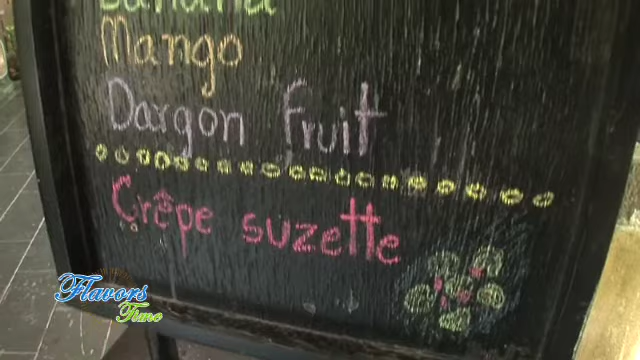 Banana
Mango
Dargon Fruit
Crêpe suzette
Flavors
Time